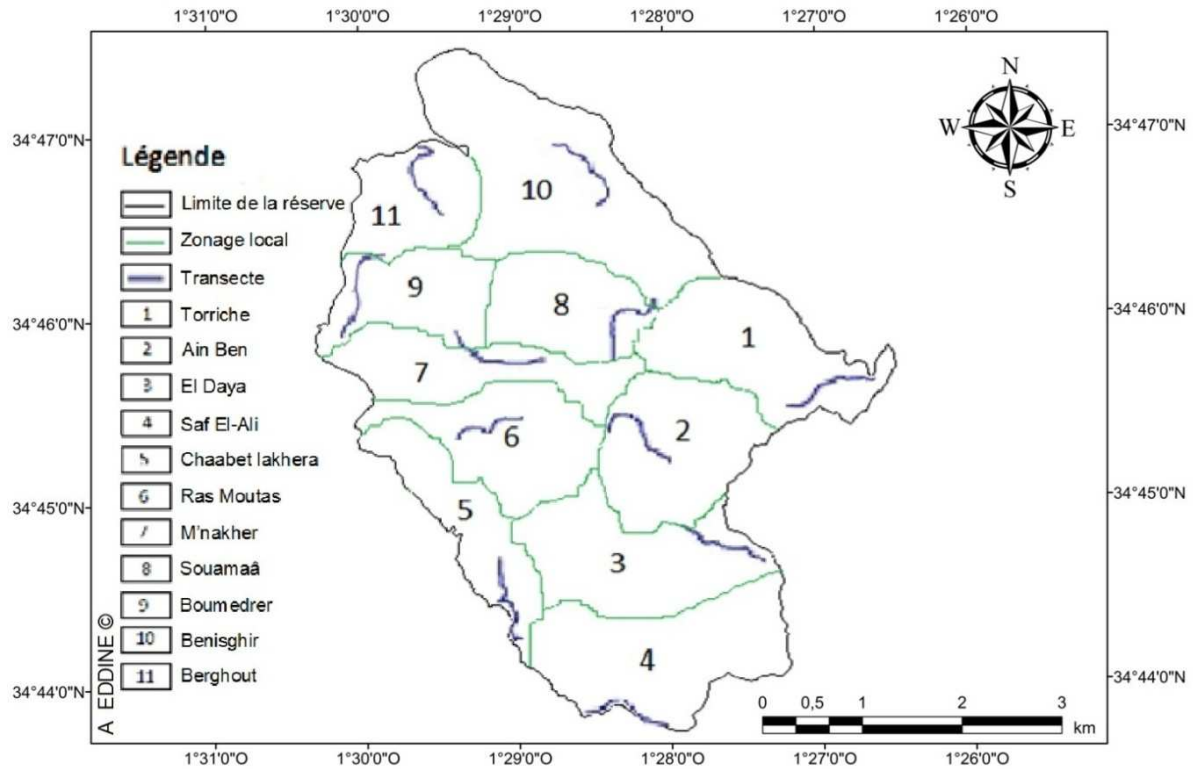 1°31'0"O 1°30'0"O 1°29'0"O 1°28'0"O 1°27'0"O 1°26'0"O
N
W E
S
34°47'0"N 34°47'0"N
34°46'0"N 34°46'0"N
34°45'0"N 34°45'0"N
34°44'0"N 34°44'0"N
Légende
Limite de la réserve
Zonage local
Transecte
1 Torriche
2 Ain Ben
3 El Daya
4 Saf El-Ali
5 Chaabet lakhera
6 Ras Moutas
7 M'nakher
8 Souamaâ
9 Boumedrer
10 Benisghir
11 Berghout
A EDDINE ©
10
11
9
8
1
7
2
6
5
3
4
0 0,5 1 2 3
km
1°31'0"O 1°30'0"O 1°29'0"O 1°28'0"O 1°27'0"O 1°26'0"O